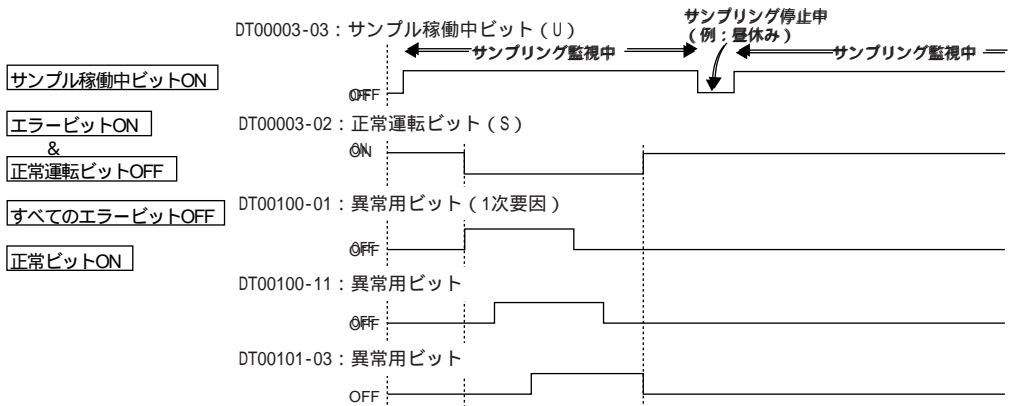 DT00003-03：サンプル稼働中ビット(U)
サンプリング停止中
(例：昼休み)
サンプリング監視中
サンプリング監視中
サンプル稼働中ビットON
OFF
エラービットON
&
正常運転ビットOFF
DT00003-02：正常運転ビット(S)
ON
すべてのエラービットOFF
DT00100-01：異常用ビット(1次要因)
OFF
正常ビットON
DT00100-11：異常用ビット
OFF
DT00101-03：異常用ビット
OFF